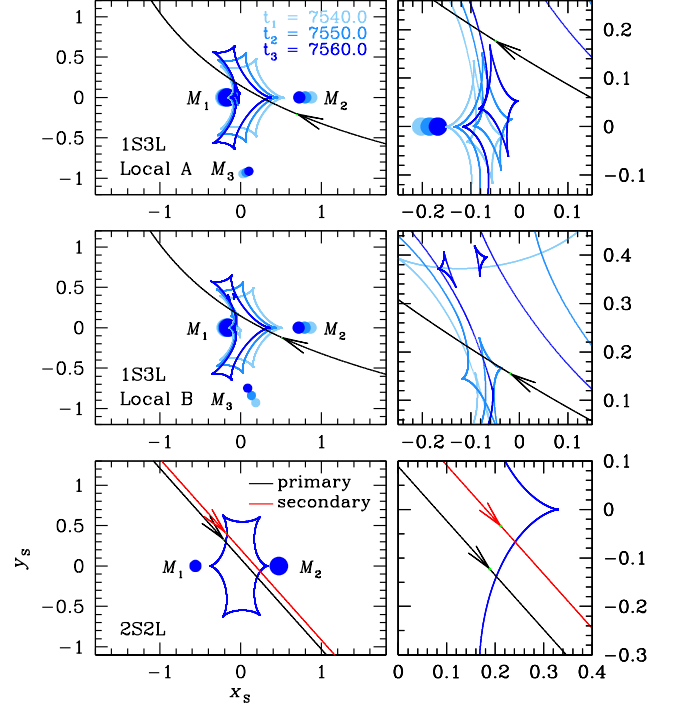 t₁ = 7540.0
t₂ = 7550.0
t₃ = 7560.0
1
0.5
0
−0.5
−1
M₁
M₂
1S3L
Local A M₃
−1 0 1
0.2
0.1
0
−0.1
−0.2 −0.1 0 0.1
1
0.5
0
−0.5
−1
M₁
M₂
1S3L
Local B M₃
−1 0 1
0.4
0.3
0.2
0.1
−0.2 −0.1 0 0.1
1
0.5
0
−0.5
−1
primary
secondary
M₁
M₂
2S2L
−1 0 1
0.1
0
−0.1
−0.2
−0.3
0 0.1 0.2 0.3 0.4
y_s
x_s